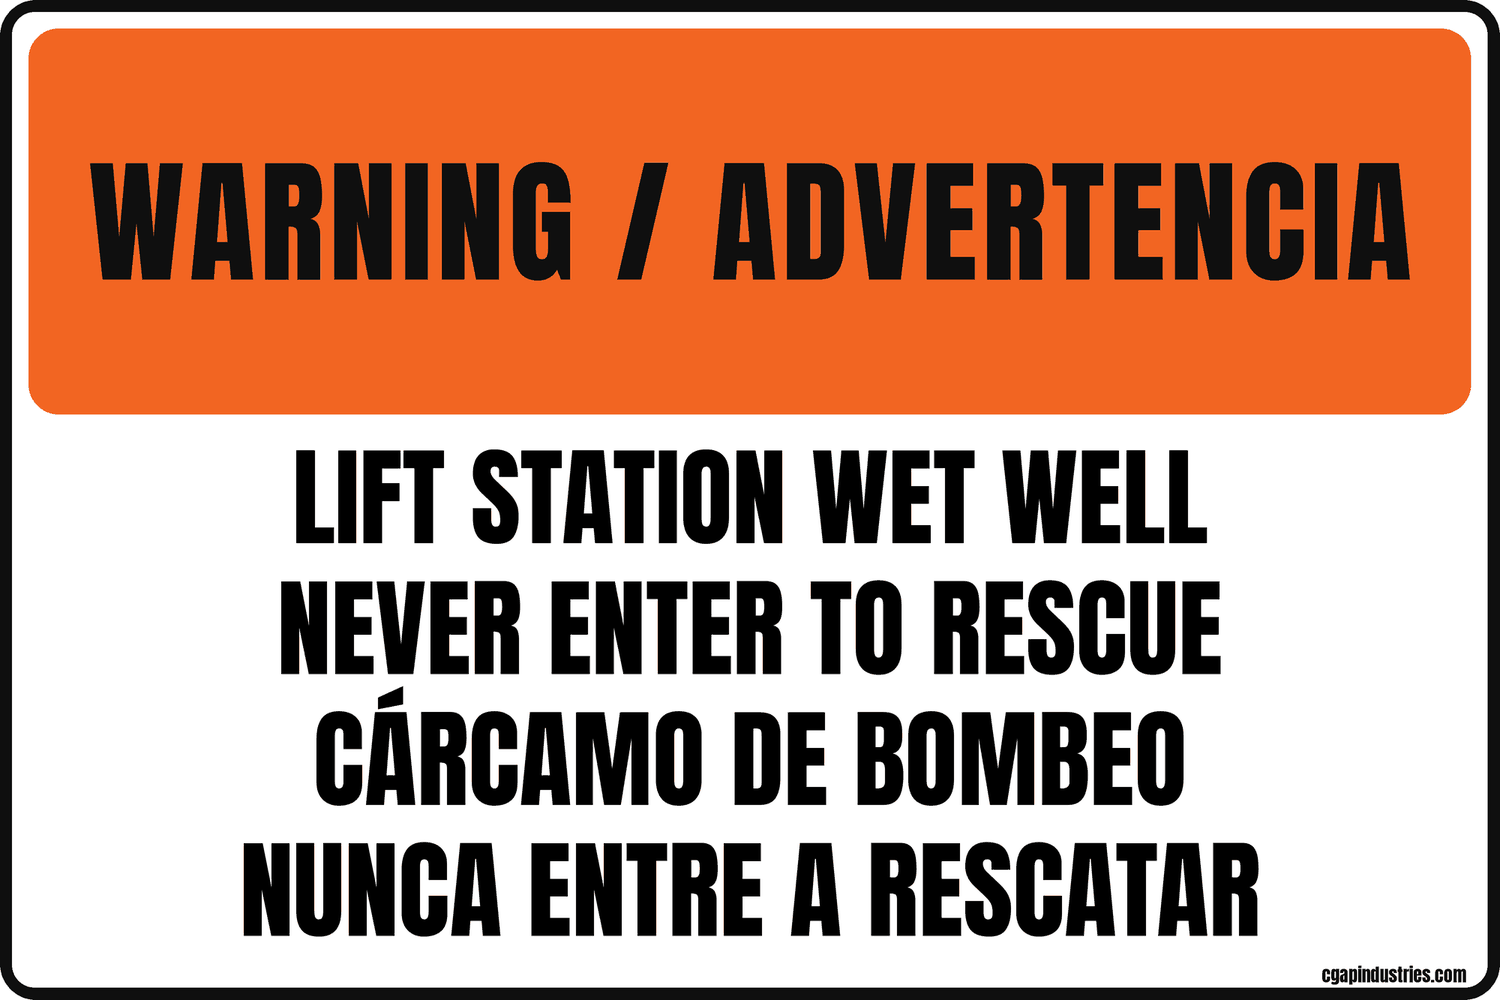 WARNING / ADVERTENCIA
LIFT STATION WET WELL
NEVER ENTER TO RESCUE
CÁRCAMO DE BOMBEO
NUNCA ENTRE A RESCATAR
cgapindustries.com